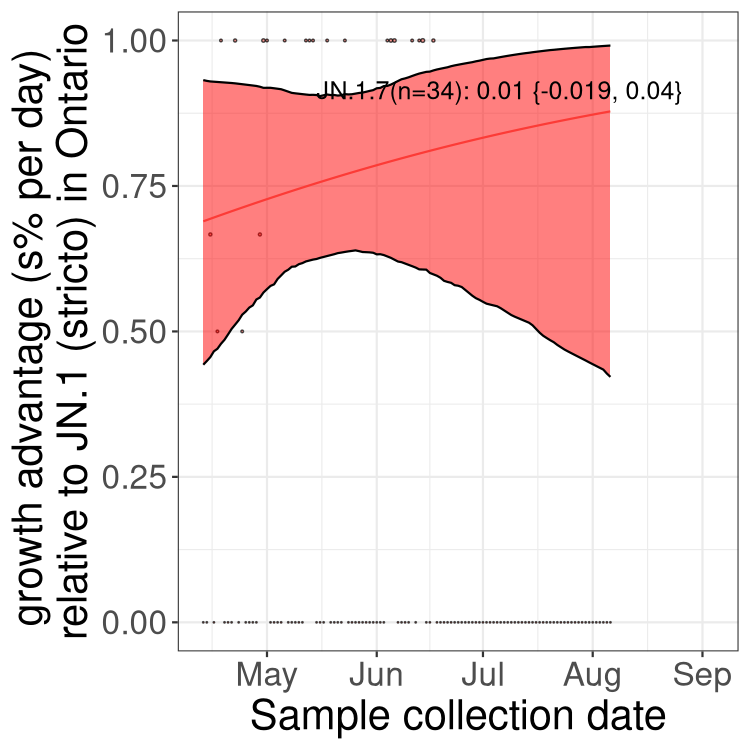 growth advantage (s% per day)
relative to JN.1 (stricto) in Ontario
1.00
0.75
0.50
0.25
0.00
JN.1.7(n=34): 0.01 {-0.019, 0.04}
May Jun Jul Aug Sep
Sample collection date